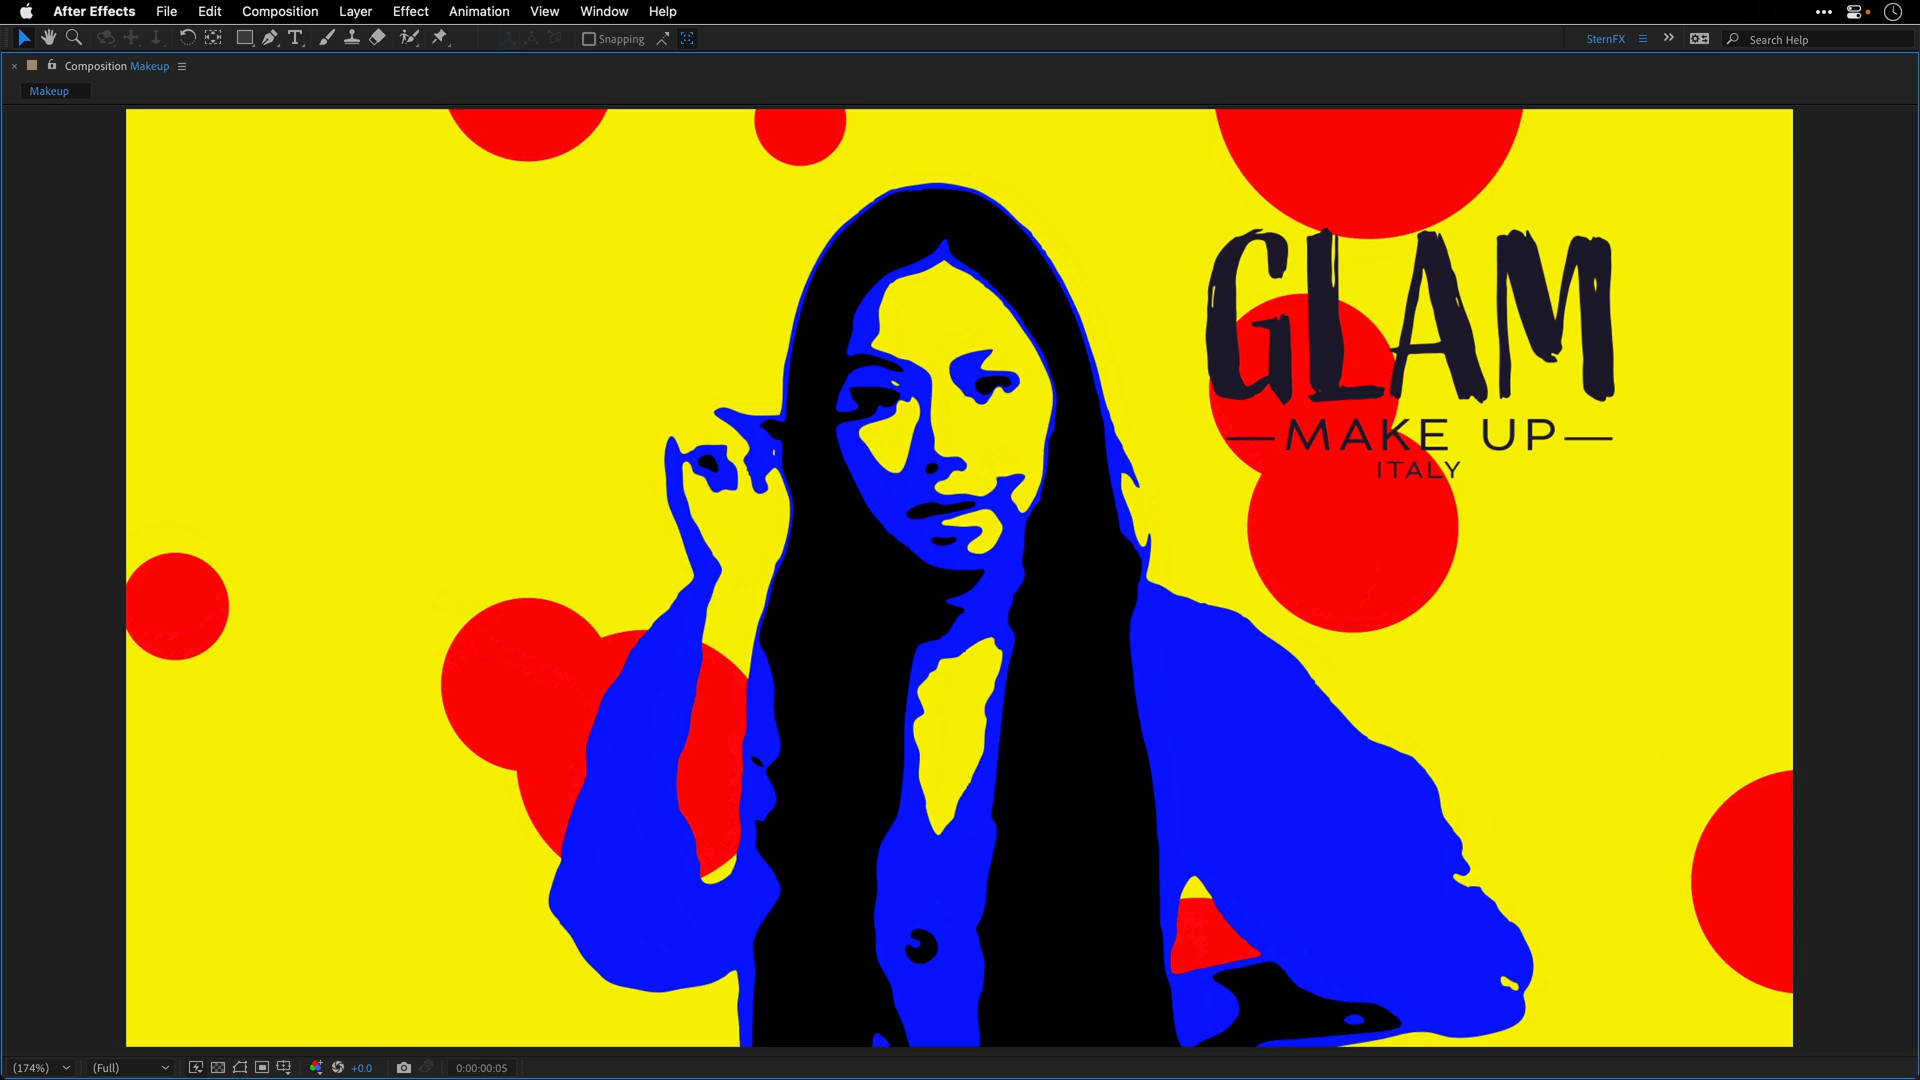 After Effects File Edit Composition Layer Effect Animation View Window Help
Snapping SternFX Search Help
Composition Makeup
Makeup
GLAM
MAKE UP
ITALY
(174%) (Full) +0.0 0:00:00:05